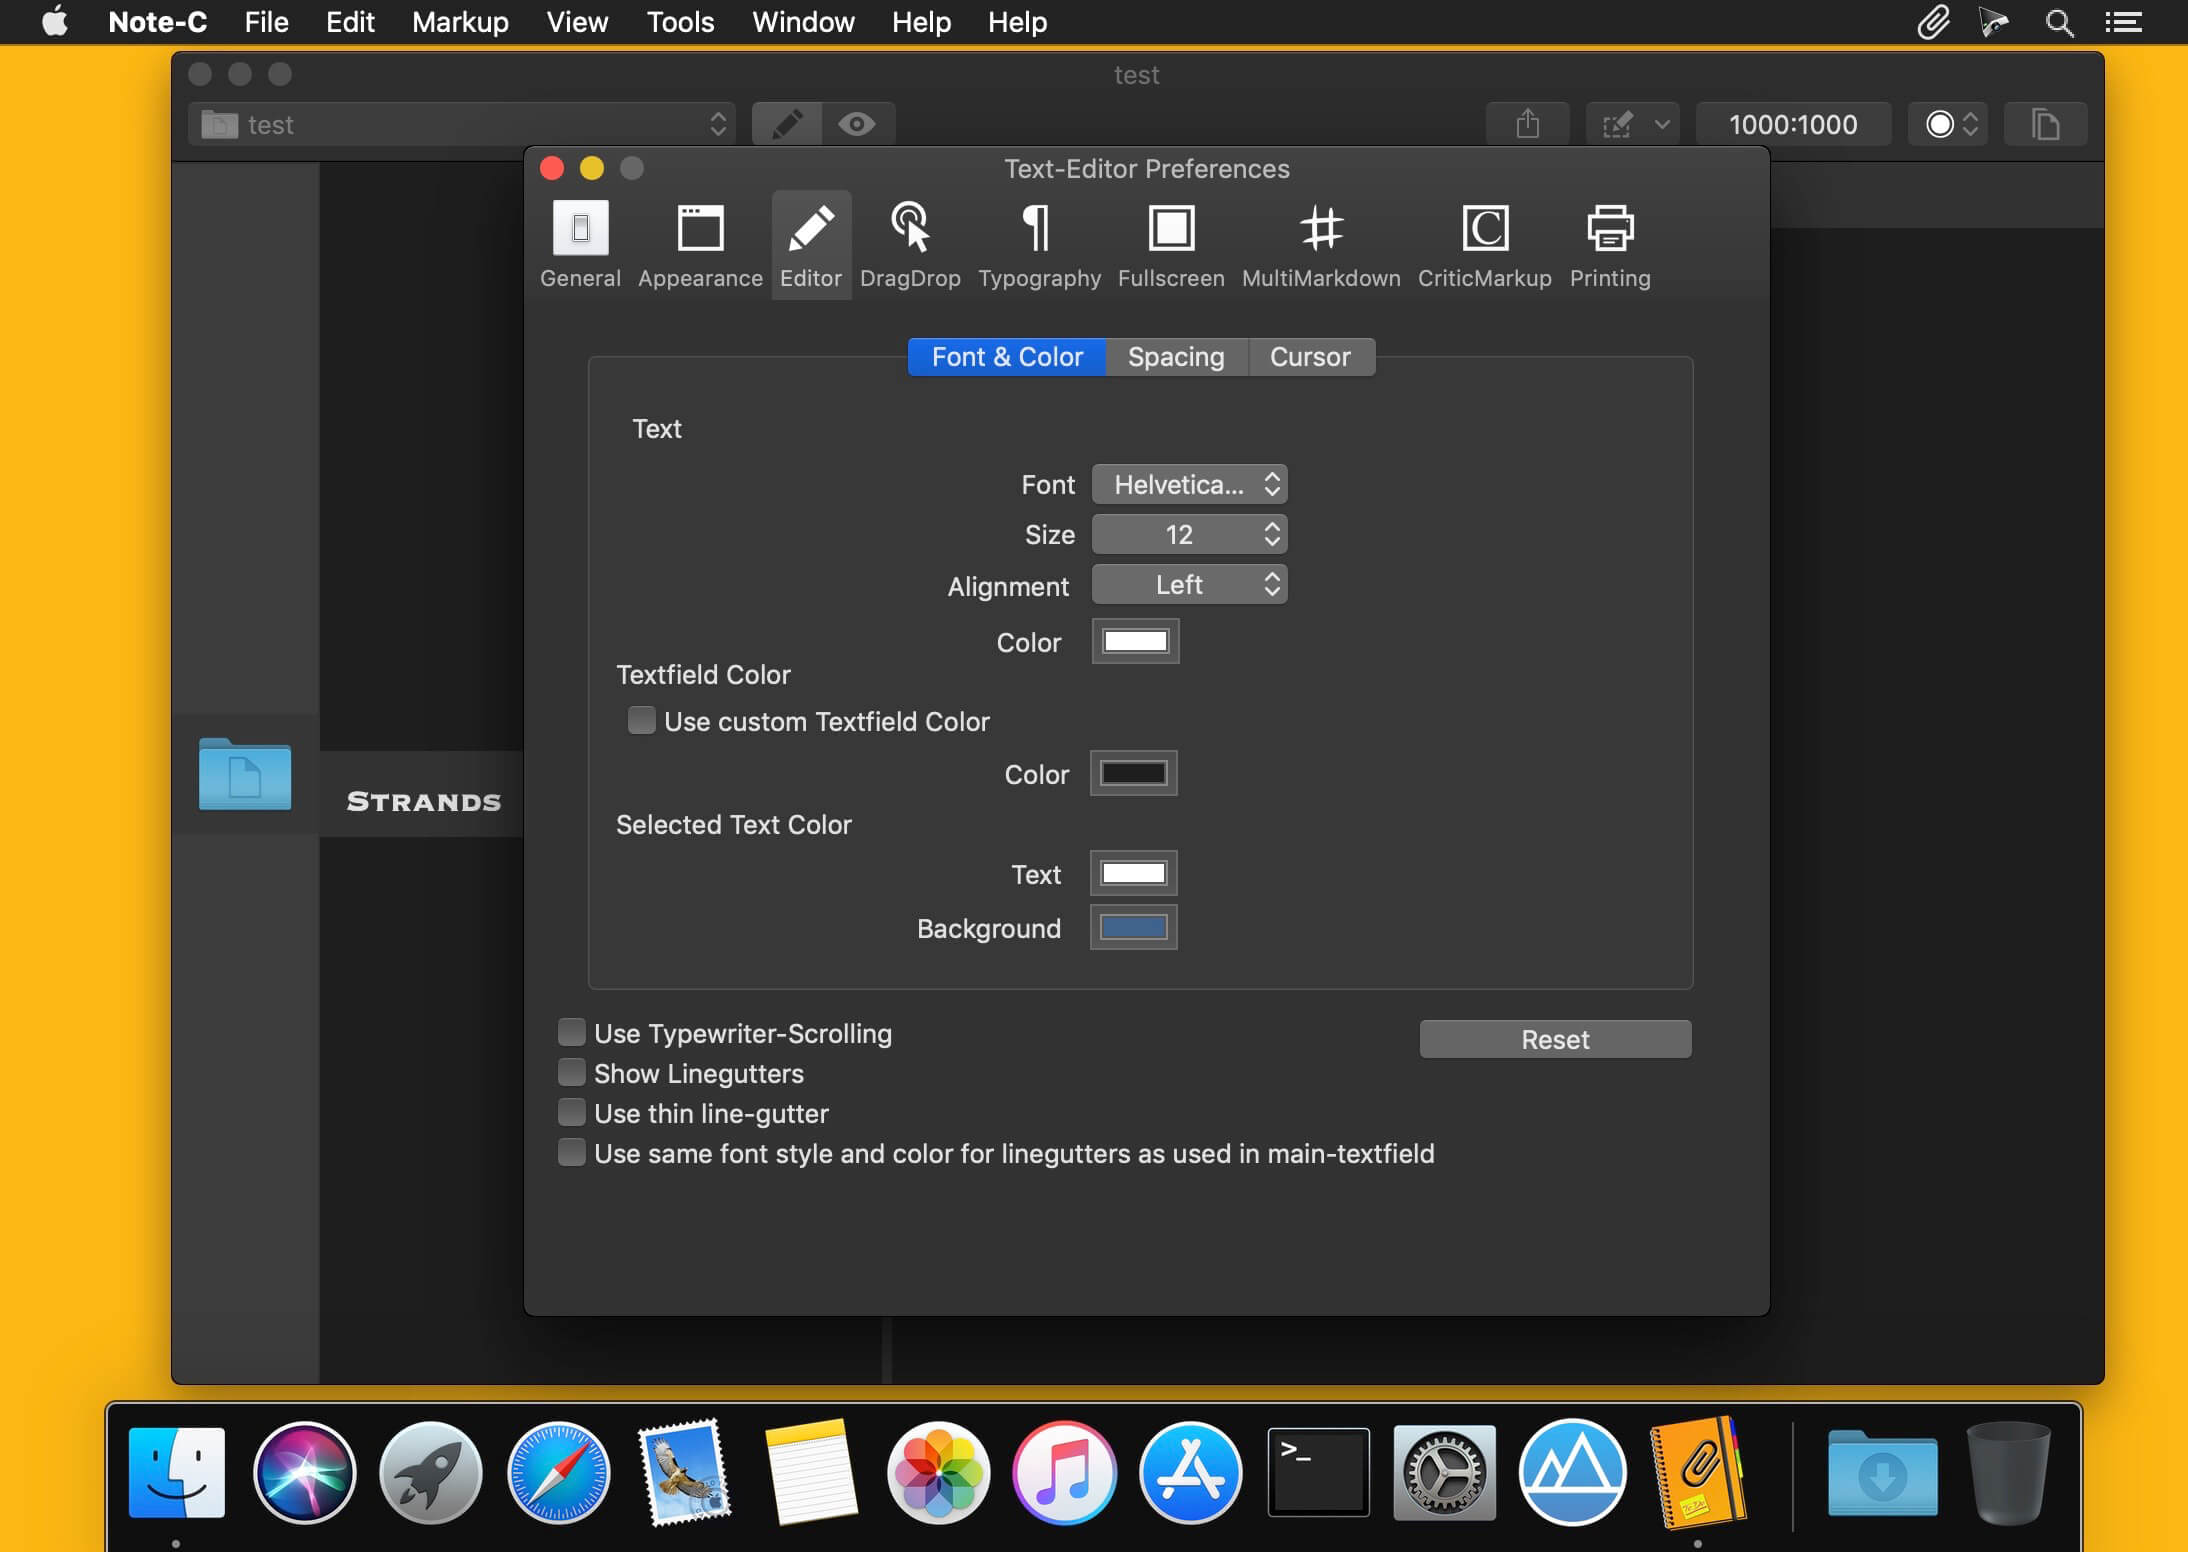 Note-C File Edit Markup View Tools Window Help Help
test
test
1000:1000
Text-Editor Preferences
General Appearance Editor DragDrop Typography Fullscreen MultiMarkdown CriticMarkup Printing
Font & Color Spacing Cursor
Text
Font Helvetica...
Size 12
Alignment Left
Color
Textfield Color
Use custom Textfield Color
Color
STRANDS
Selected Text Color
Text
Background
Use Typewriter-Scrolling
Reset
Show Linegutters
Use thin line-gutter
Use same font style and color for linegutters as used in main-textfield
>_